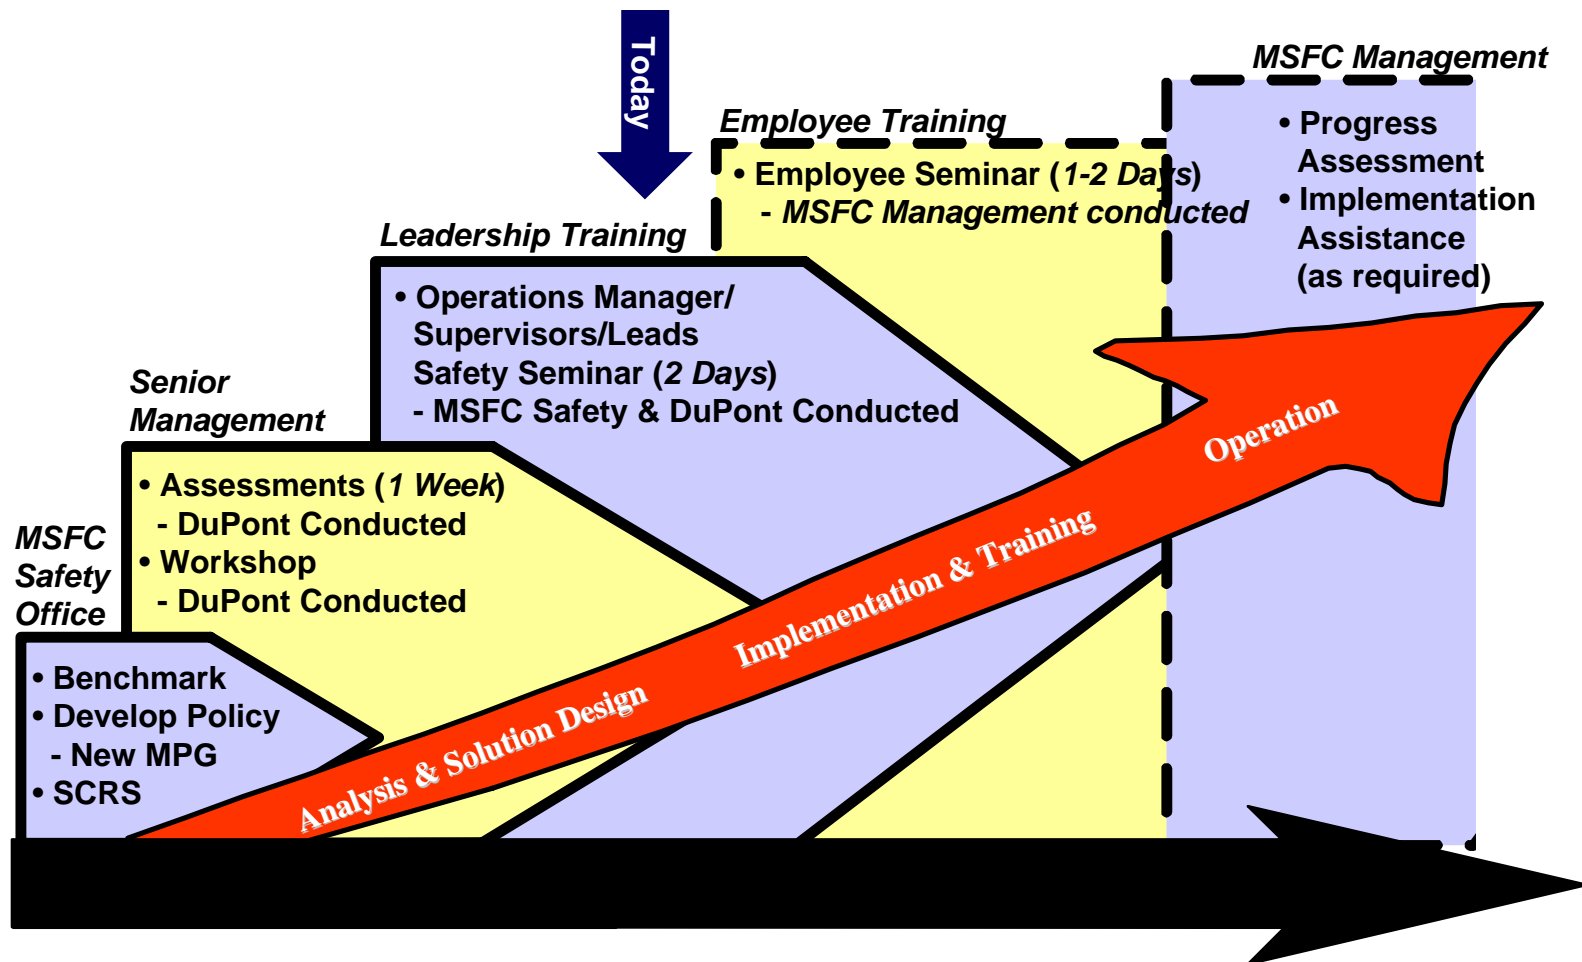 Today
MSFC Management
• Progress
Assessment
• Implementation
Assistance
(as required)
Employee Training
• Employee Seminar (1-2 Days)
- MSFC Management conducted
Leadership Training
• Operations Manager/
Supervisors/Leads
Safety Seminar (2 Days)
- MSFC Safety & DuPont Conducted
Senior
Management
• Assessments (1 Week)
- DuPont Conducted
• Workshop
- DuPont Conducted
MSFC
Safety
Office
• Benchmark
• Develop Policy
- New MPG
• SCRS
Analysis & Solution Design
Implementation & Training
Operation